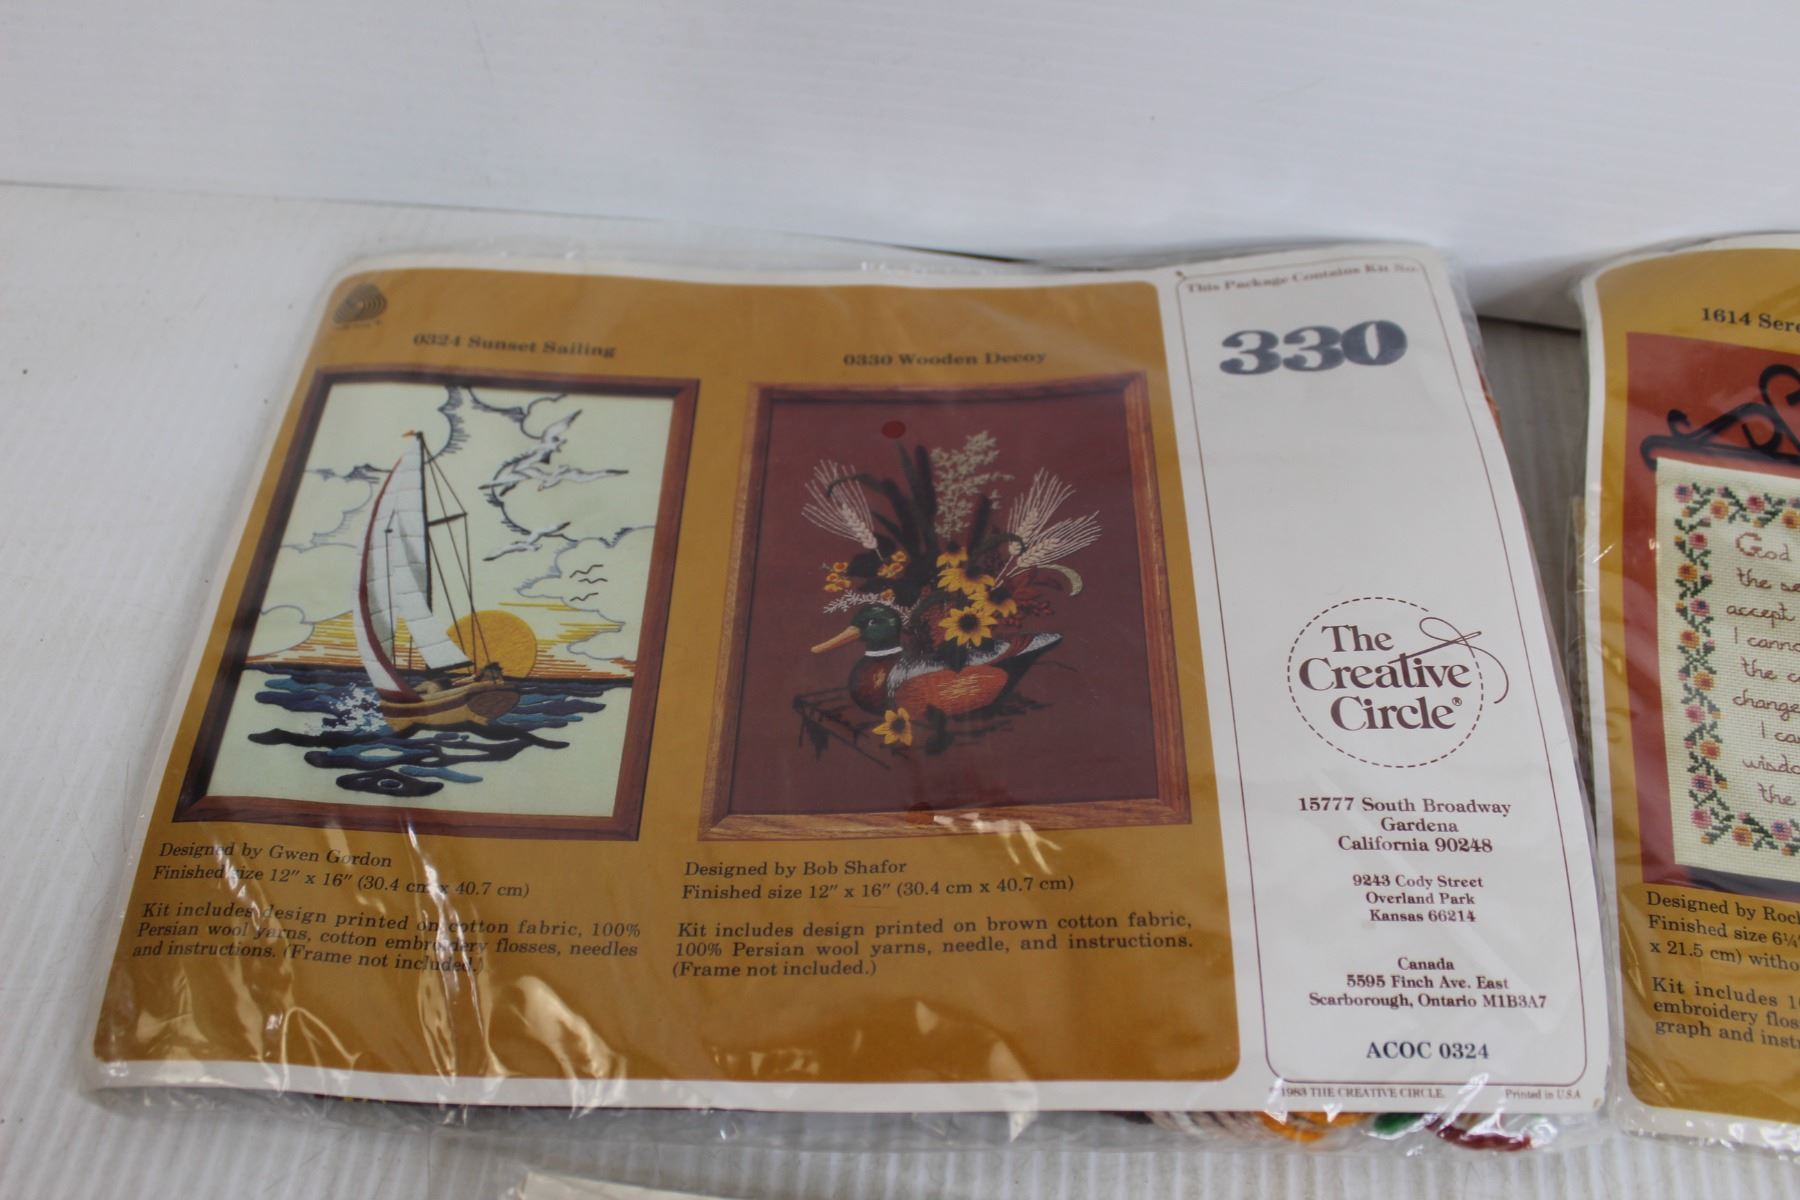 0324 Sunset Sailing
0330 Wooden Decoy
Designed by Gwen Gordon
Finished size 12" x 16" (30.4 cm x 40.7 cm)
Kit includes design printed on cotton fabric, 100%
Persian wool yarns, cotton embroidery flosses, needles
and instructions. (Frame not included.)
Designed by Bob Shafor
Finished size 12" x 16" (30.4 cm x 40.7 cm)
Kit includes design printed on brown cotton fabric,
100% Persian wool yarns, needle, and instructions.
(Frame not included.)
This Package Contains Kit No.
330
The
Creative
Circle®
15777 South Broadway
Gardena
California 90248
9243 Cody Street
Overland Park
Kansas 66214
Canada
5595 Finch Ave. East
Scarborough, Ontario M1B3A7
ACOC 0324
1983 THE CREATIVE CIRCLE.
Printed in U.S.A
1614
God
the
accept
I
the
I
the
Designed by
Finished size 6¼"
x 21.5 cm)
Kit includes
embroidery
graph and